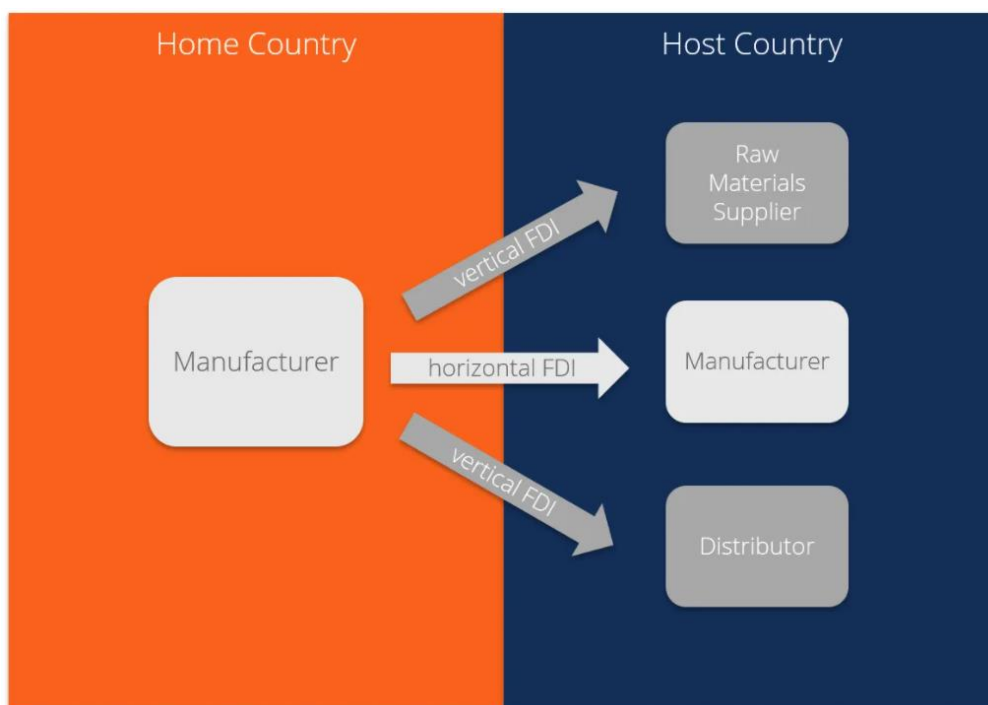 Home Country
Host Country
Raw
Materials
Supplier
vertical FDI
Manufacturer
horizontal FDI
Manufacturer
vertical FDI
Distributor